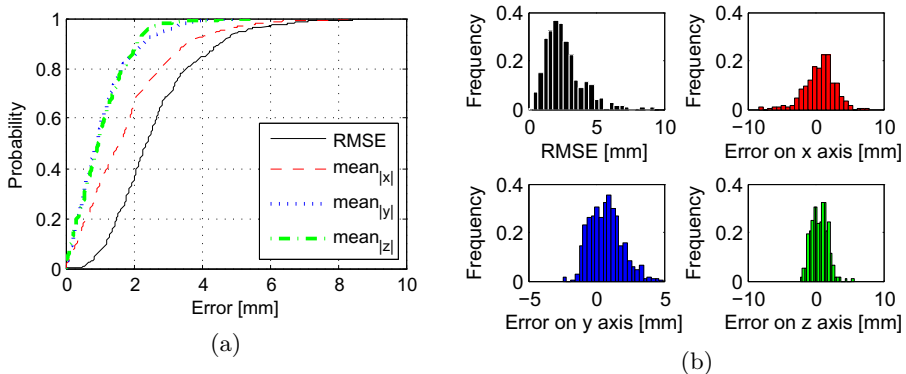 1
0.8
0.6
0.4
0.2
0
Probability
0 2 4 6 8 10
Error [mm]
RMSE
mean|x|
mean|y|
mean|z|
(a)
0.4
0.2
0
Frequency
0 5 10
RMSE [mm]
0.4
0.2
0
Frequency
−10 0 10
Error on x axis [mm]
0.4
0.2
0
Frequency
−5 0 5
Error on y axis [mm]
0.4
0.2
0
Frequency
−10 0 10
Error on z axis [mm]
(b)